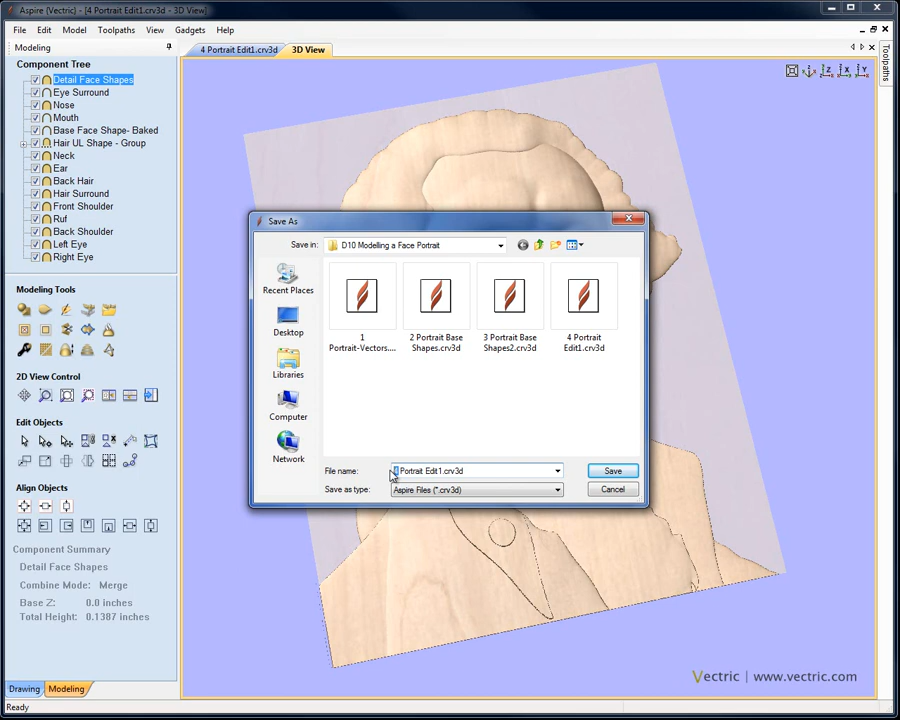 Aspire (Vectric) - [4 Portrait Edit1.crv3d - 3D View]
File Edit Model Toolpaths View Gadgets Help
Modeling
4 Portrait Edit1.crv3d 3D View
Toolpaths
Component Tree
Detail Face Shapes
Eye Surround
Nose
Mouth
Base Face Shape- Baked
Hair UL Shape - Group
Neck
Ear
Back Hair
Hair Surround
Front Shoulder
Ruf
Back Shoulder
Left Eye
Right Eye
Modeling Tools
2D View Control
Edit Objects
Align Objects
Component Summary
Detail Face Shapes
Combine Mode: Merge
Base Z: 0.0 inches
Total Height: 0.1387 inches
Drawing Modeling
Ready
Save As
Save in: D10 Modelling a Face Portrait
Recent Places
Desktop
Libraries
Computer
Network
1
Portrait-Vectors....
2 Portrait Base
Shapes.crv3d
3 Portrait Base
Shapes2.crv3d
4 Portrait
Edit1.crv3d
File name: Portrait Edit1.crv3d Save
Save as type: Aspire Files (*.crv3d) Cancel
Vectric | www.vectric.com